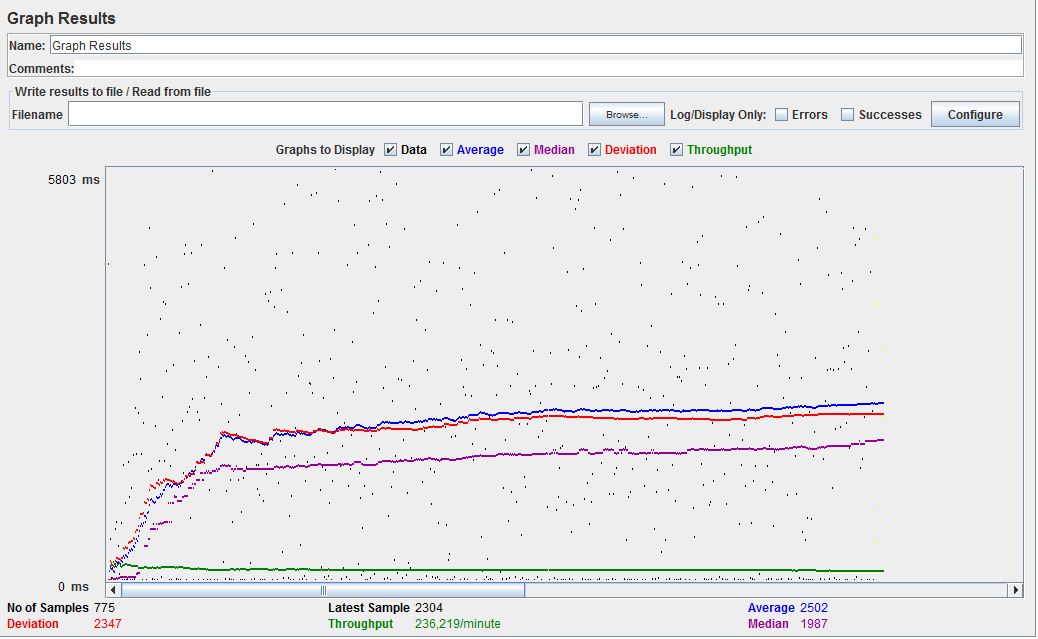 Graph Results
Name: Graph Results
Comments:
Write results to file / Read from file
Filename Browse... Log/Display Only: Errors Successes Configure
Graphs to Display Data Average Median Deviation Throughput
5803 ms
0 ms
No of Samples 775 Latest Sample 2304 Average 2502
Deviation 2347 Throughput 236,219/minute Median 1987